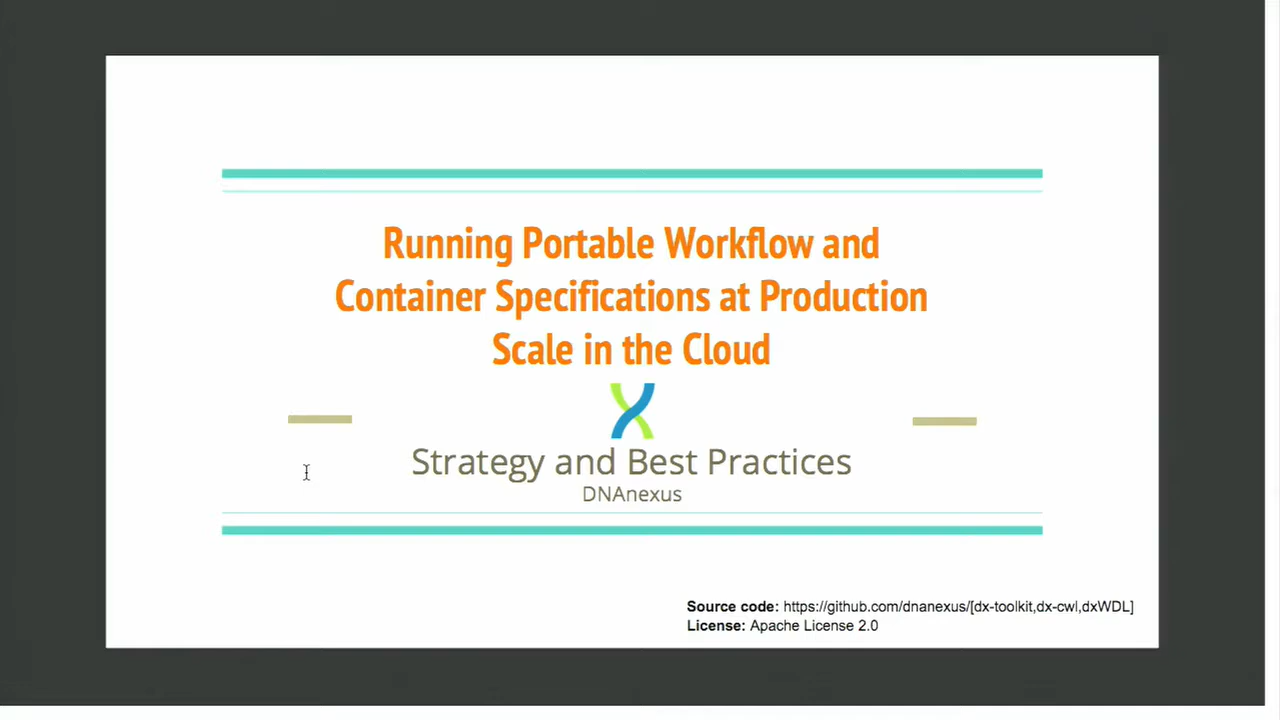 Running Portable Workflow and
Container Specifications at Production
Scale in the Cloud
Strategy and Best Practices
DNAnexus
Source code: https://github.com/dnanexus/[dx-toolkit,dx-cwl,dxWDL]
License: Apache License 2.0